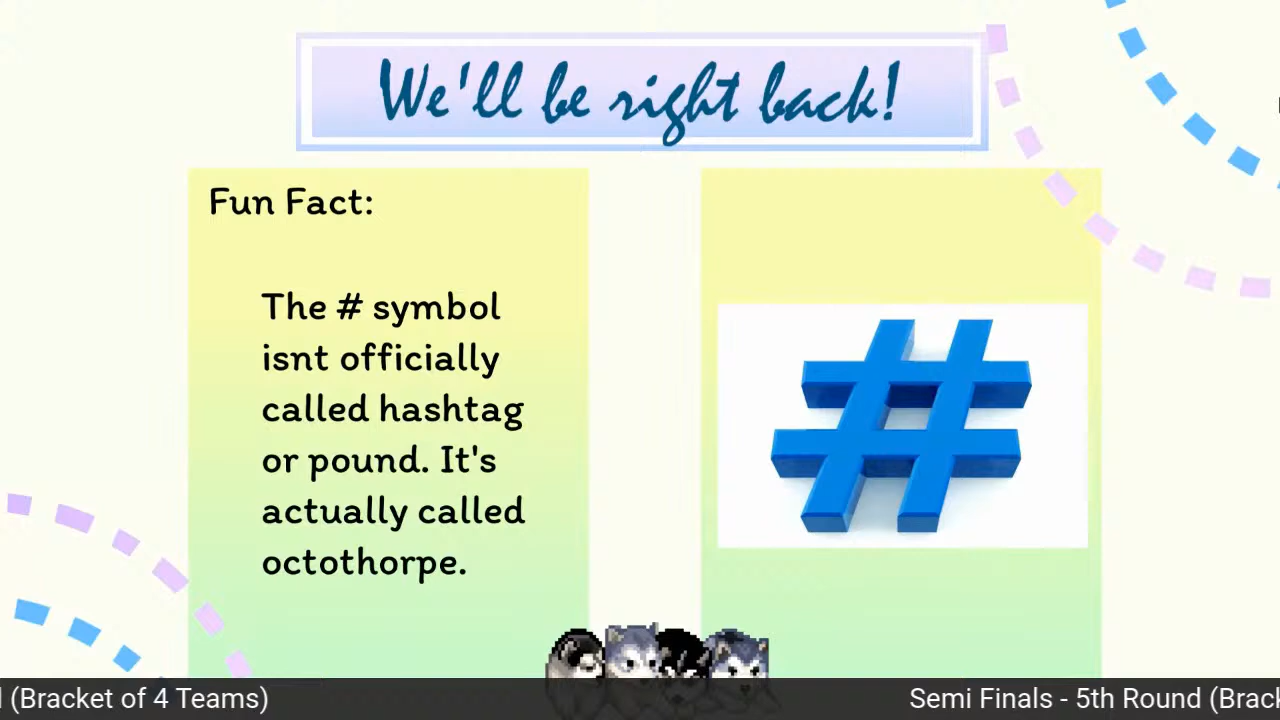 We'll be right back!
Fun Fact:
The # symbol
isnt officially
called hashtag
or pound. It's
actually called
octothorpe.
#
(Bracket of 4 Teams)
Semi Finals - 5th Round (Brack